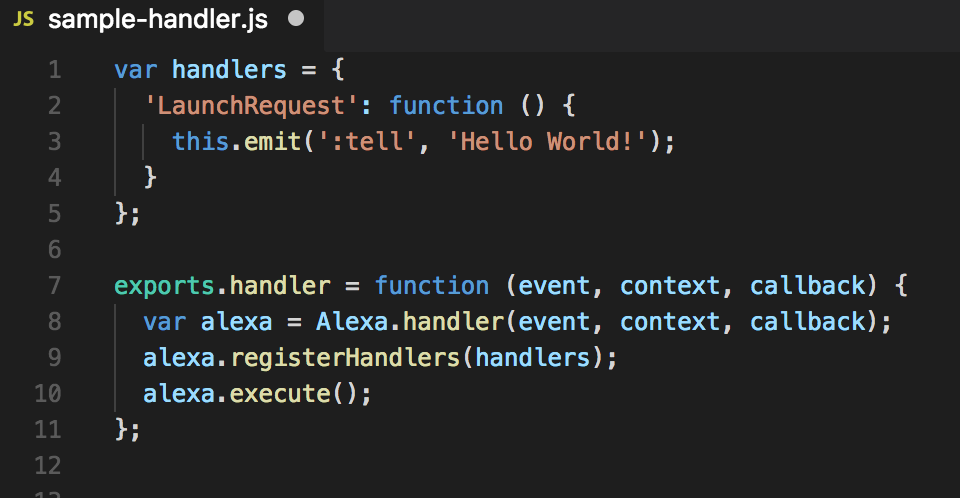 JS sample-handler.js
1 var handlers = {
2 'LaunchRequest': function () {
3 this.emit(':tell', 'Hello World!');
4 }
5 };
6
7 exports.handler = function (event, context, callback) {
8 var alexa = Alexa.handler(event, context, callback);
9 alexa.registerHandlers(handlers);
10 alexa.execute();
11 };
12